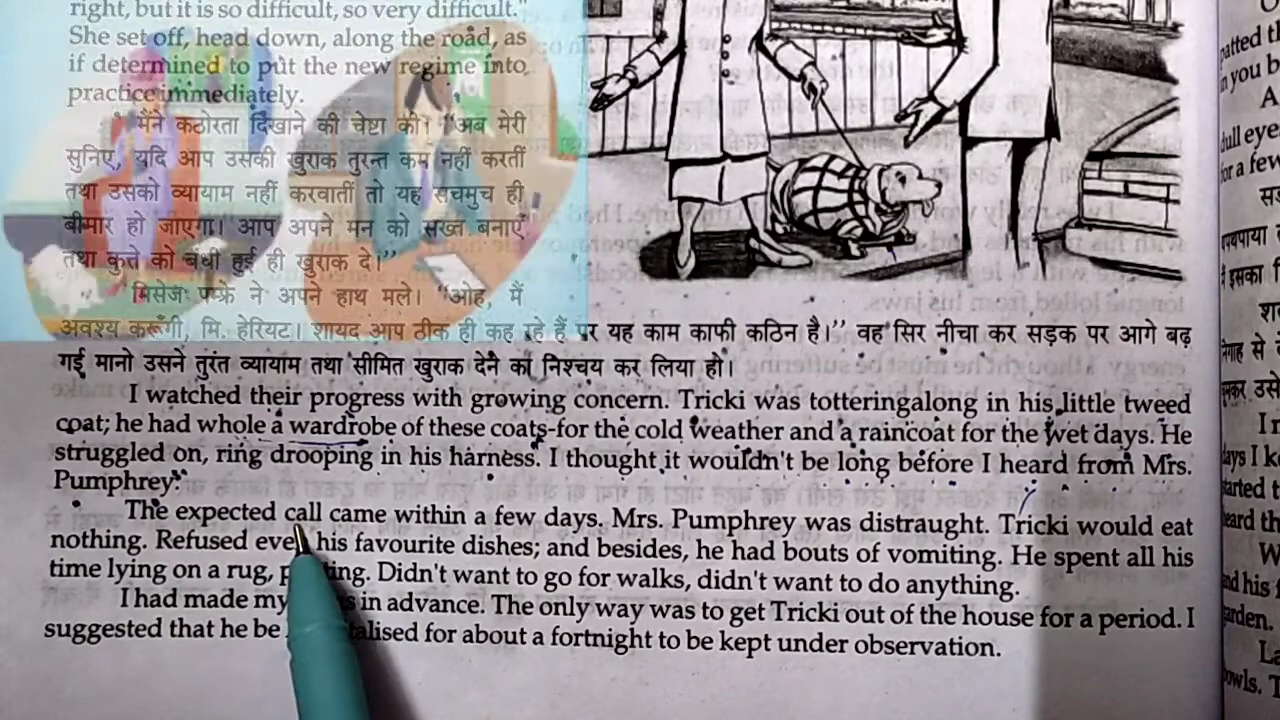 right, but it is so difficult, so very difficult."
She set off, head down, along the road, as
if determined to put the new regime into
practice immediately.
मैंने कठोरता दिखाने की चेष्टा की। "अब मेरी
सुनिए, यदि आप उसकी खुराक तुरन्त कम नहीं करतीं
तथा उसको व्यायाम नहीं करवातीं तो यह सचमुच ही
बीमार हो जाएगा। आप अपने मन को सख्त बनाएँ
तथा कुत्ते को बंधी हुई ही खुराक दे।"
मिसेज पम्फ्रे ने अपने हाथ मले। "ओह, मैं
अवश्य करूँगी, मि. हेरियट। शायद आप ठीक ही कह रहे हैं पर यह काम काफी कठिन है।" वह सिर नीचा कर सड़क पर आगे बढ़
गई मानो उसने तुरंत व्यायाम तथा सीमित खुराक देने का निश्चय कर लिया हो।
I watched their progress with growing concern. Tricki was totteringalong in his little tweed
coat; he had whole a wardrobe of these coats-for the cold weather and a raincoat for the wet days. He
struggled on, ring drooping in his harness. I thought it wouldn't be long before I heard from Mrs.
Pumphrey.
The expected call came within a few days. Mrs. Pumphrey was distraught. Tricki would eat
nothing. Refused even his favourite dishes; and besides, he had bouts of vomiting. He spent all his
time lying on a rug, Didn't want to go for walks, didn't want to do anything.
I had made my in advance. The only way was to get Tricki out of the house for a period. I
suggested that he be for about a fortnight to be kept under observation.